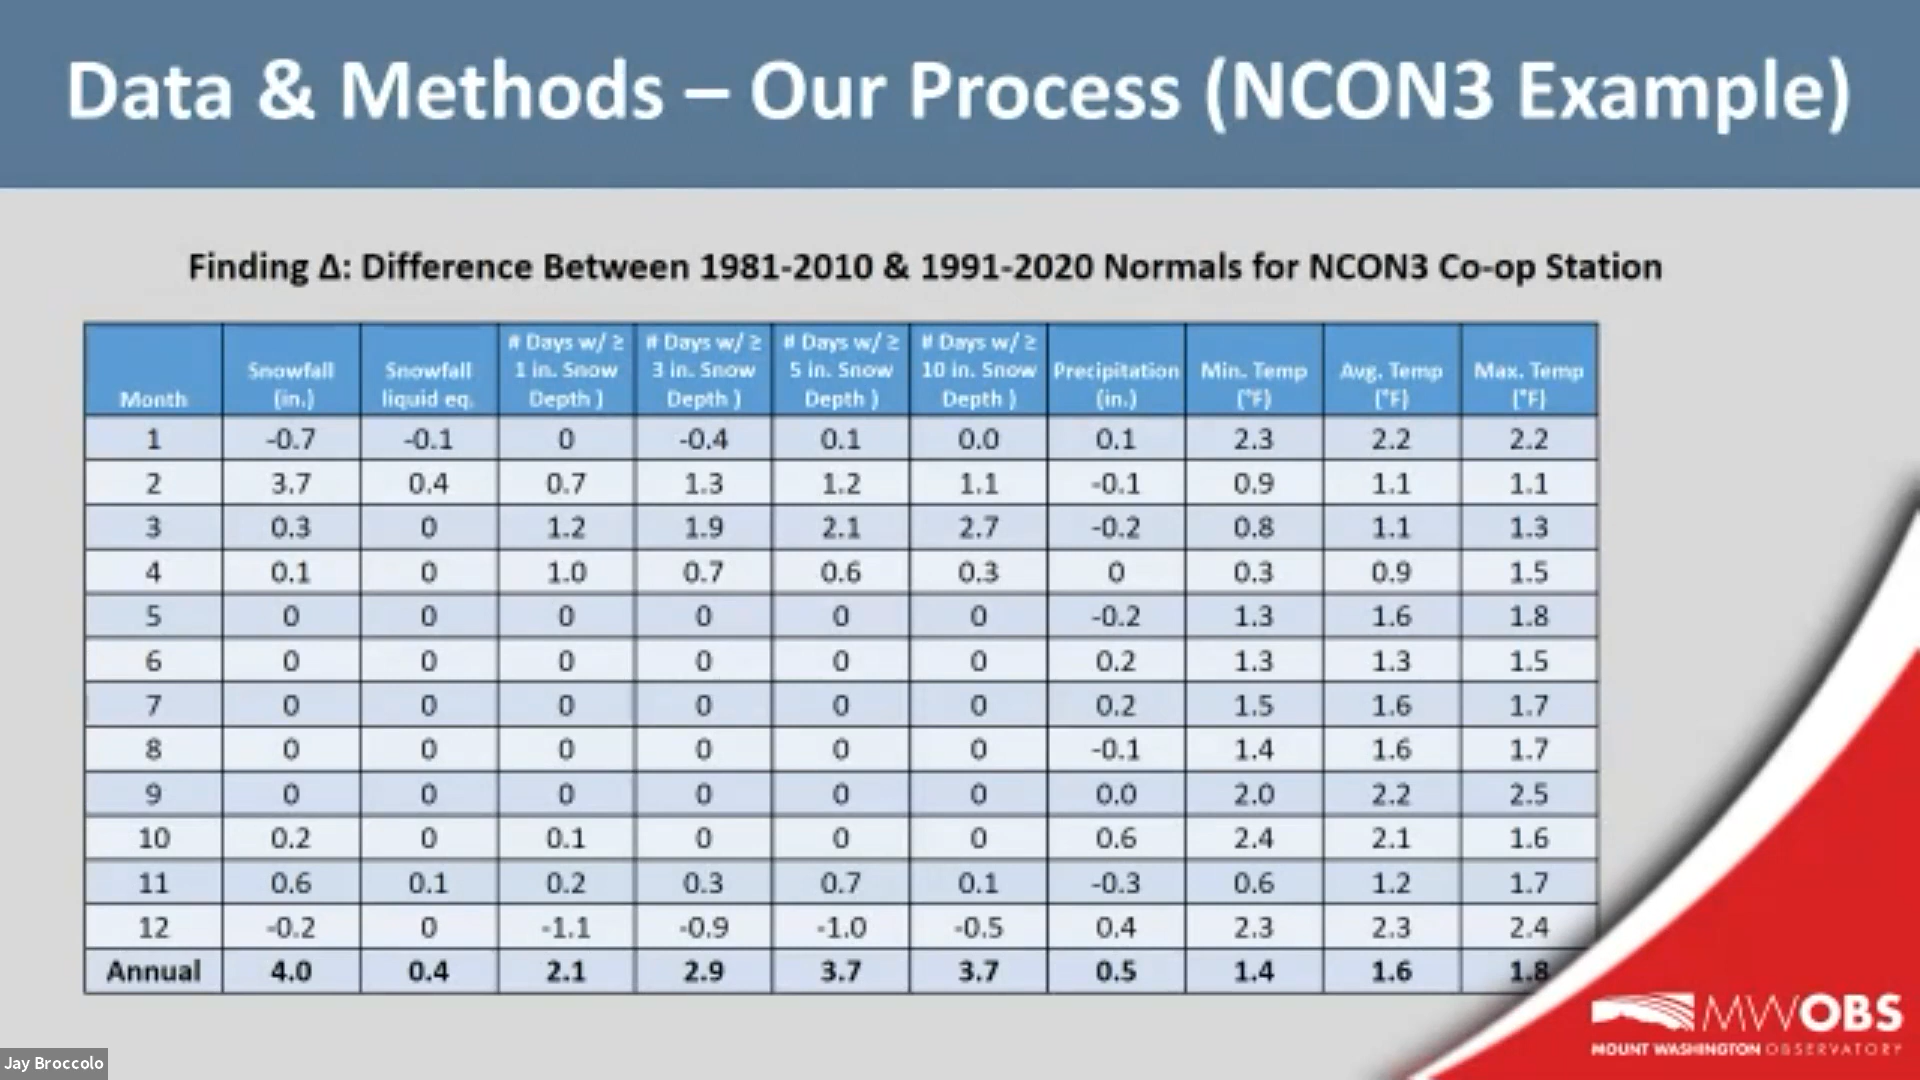 Data & Methods – Our Process (NCON3 Example)
Finding Δ: Difference Between 1981-2010 & 1991-2020 Normals for NCON3 Co-op Station
Month Snowfall (in.) Snowfall liquid eq. # Days w/ ≥ 1 in. Snow Depth ) # Days w/ ≥ 3 in. Snow Depth ) # Days w/ ≥ 5 in. Snow Depth ) # Days w/ ≥ 10 in. Snow Depth ) Precipitation (in.) Min. Temp (°F) Avg. Temp (°F) Max. Temp (°F)
1 -0.7 -0.1 0 -0.4 0.1 0.0 0.1 2.3 2.2 2.2
2 3.7 0.4 0.7 1.3 1.2 1.1 -0.1 0.9 1.1 1.1
3 0.3 0 1.2 1.9 2.1 2.7 -0.2 0.8 1.1 1.3
4 0.1 0 1.0 0.7 0.6 0.3 0 0.3 0.9 1.5
5 0 0 0 0 0 0 -0.2 1.3 1.6 1.8
6 0 0 0 0 0 0 0.2 1.3 1.3 1.5
7 0 0 0 0 0 0 0.2 1.5 1.6 1.7
8 0 0 0 0 0 0 -0.1 1.4 1.6 1.7
9 0 0 0 0 0 0 0.0 2.0 2.2 2.5
10 0.2 0 0.1 0 0 0 0.6 2.4 2.1 1.6
11 0.6 0.1 0.2 0.3 0.7 0.1 -0.3 0.6 1.2 1.7
12 -0.2 0 -1.1 -0.9 -1.0 -0.5 0.4 2.3 2.3 2.4
Annual 4.0 0.4 2.1 2.9 3.7 3.7 0.5 1.4 1.6 1.8
MWOBS
MOUNT WASHINGTON OBSERVATORY
Jay Broccolo